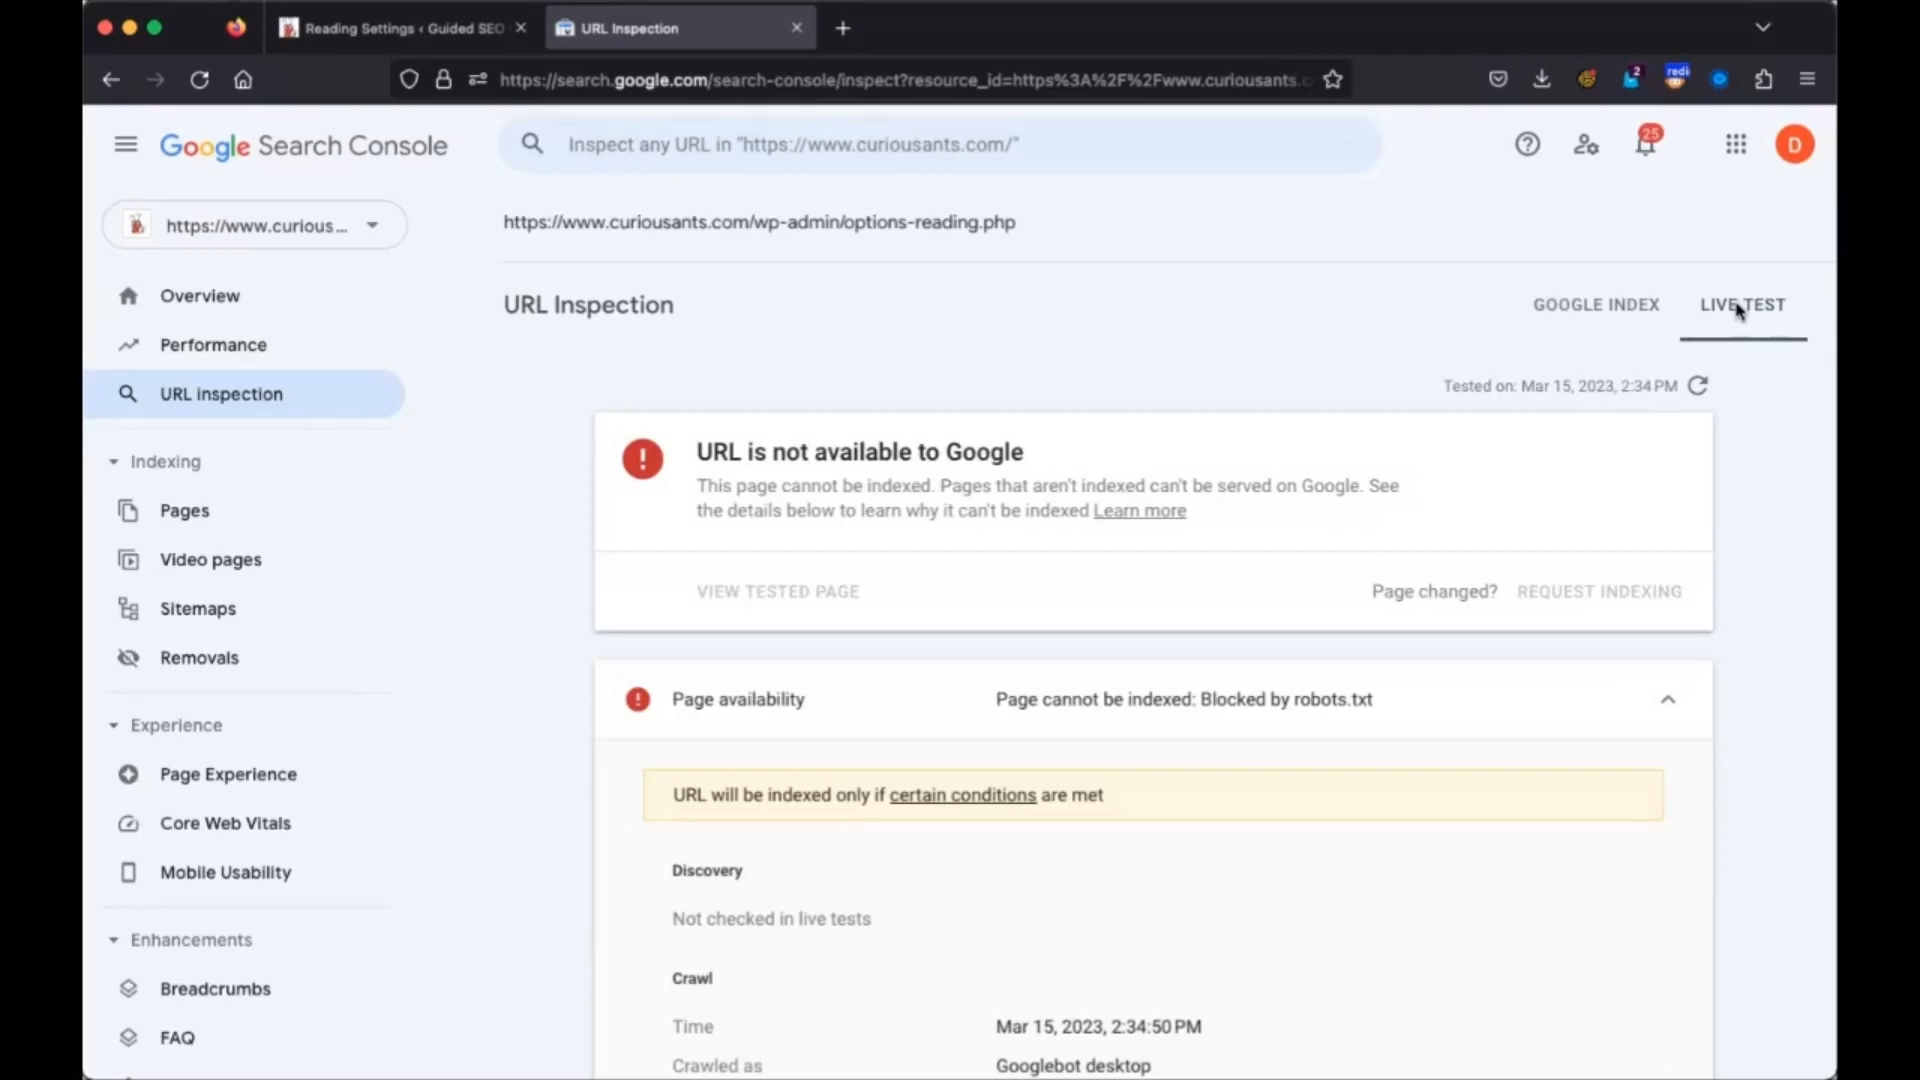 Reading Settings ‹ Guided SEO
URL Inspection
https://search.google.com/search-console/inspect?resource_id=https%3A%2F%2Fwww.curiousants.c
2
redi
Google Search Console
Inspect any URL in "https://www.curiousants.com/"
25
D
https://www.curious...
https://www.curiousants.com/wp-admin/options-reading.php
Overview
Performance
URL inspection
Indexing
Pages
Video pages
Sitemaps
Removals
Experience
Page Experience
Core Web Vitals
Mobile Usability
Enhancements
Breadcrumbs
FAQ
URL Inspection
GOOGLE INDEX
LIVE TEST
Tested on: Mar 15, 2023, 2:34 PM
URL is not available to Google
This page cannot be indexed. Pages that aren't indexed can't be served on Google. See
the details below to learn why it can't be indexed Learn more
VIEW TESTED PAGE
Page changed? REQUEST INDEXING
Page availability
Page cannot be indexed: Blocked by robots.txt
URL will be indexed only if certain conditions are met
Discovery
Not checked in live tests
Crawl
Time
Mar 15, 2023, 2:34:50 PM
Crawled as
Googlebot desktop